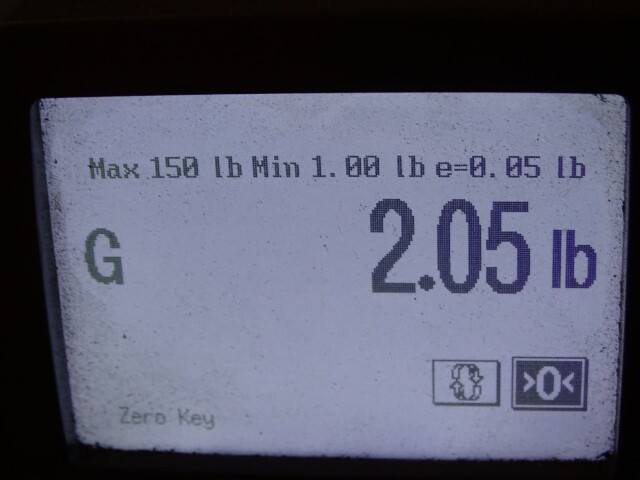 Max 150 lb Min 1.00 lb e=0.05 lb
G 2.05 lb
>0<
Zero Key